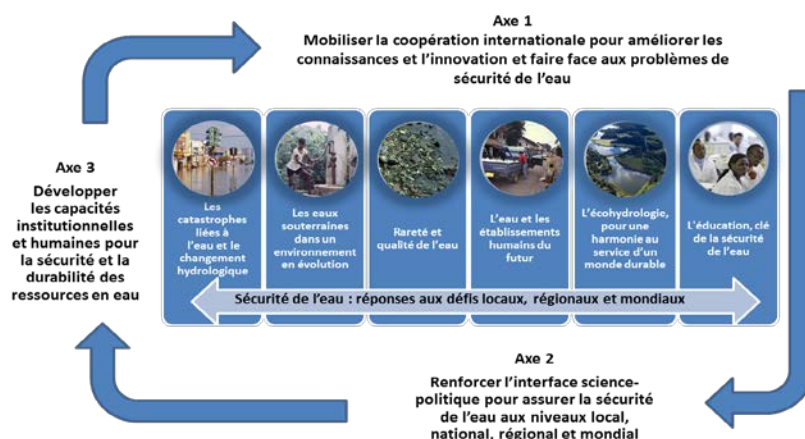 Axe 1
Mobiliser la coopération internationale pour améliorer les
connaissances et l'innovation et faire face aux problèmes de
sécurité de l'eau
Axe 3
Développer
les capacités
institutionnelles
et humaines pour
la sécurité et la
durabilité des
ressources en eau
Les
catastrophes
liées à
l'eau et le
changement
hydrologique
Les eaux
souterraines
dans un
environnement
en évolution
Rareté et
qualité de l'eau
L'eau et les
établissements
humains du
futur
L'écohydrologie,
pour une
harmonie au
service d'un
monde durable
L'éducation, clé
de la sécurité
de l'eau
Sécurité de l'eau : réponses aux défis locaux, régionaux et mondiaux
Axe 2
Renforcer l'interface science-
politique pour assurer la sécurité
de l'eau aux niveaux local,
national, régional et mondial